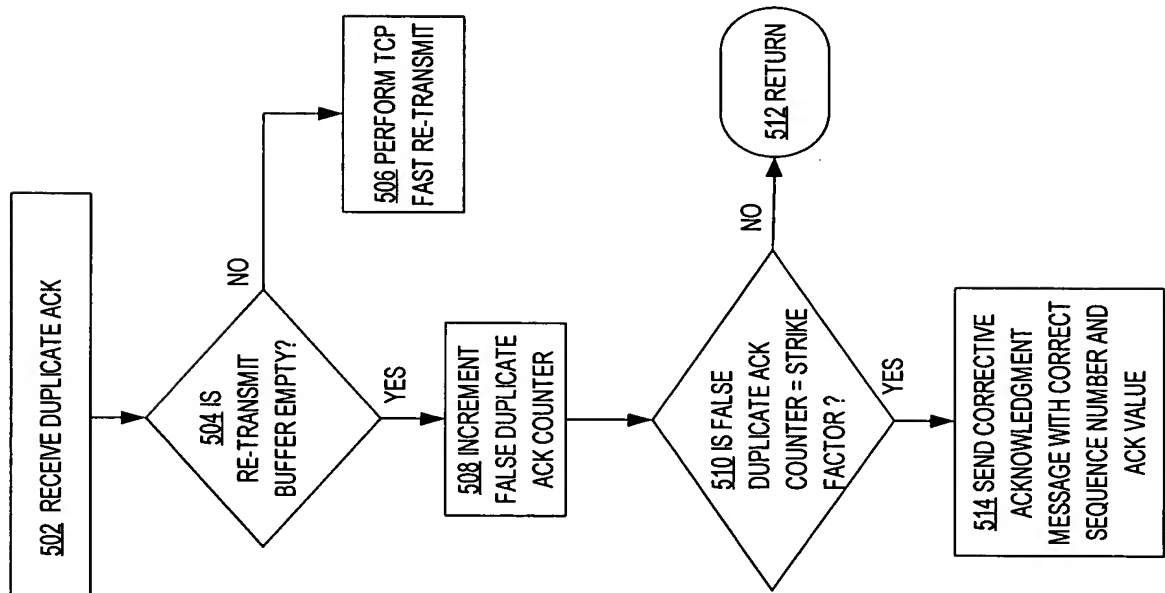 502 RECEIVE DUPLICATE ACK
504 IS
RE-TRANSMIT
BUFFER EMPTY?
NO
506 PERFORM TCP
FAST RE-TRANSMIT
YES
508 INCREMENT
FALSE DUPLICATE
ACK COUNTER
510 IS FALSE
DUPLICATE ACK
COUNTER = STRIKE
FACTOR ?
NO
512 RETURN
YES
514 SEND CORRECTIVE
ACKNOWLEDGMENT
MESSAGE WITH CORRECT
SEQUENCE NUMBER AND
ACK VALUE